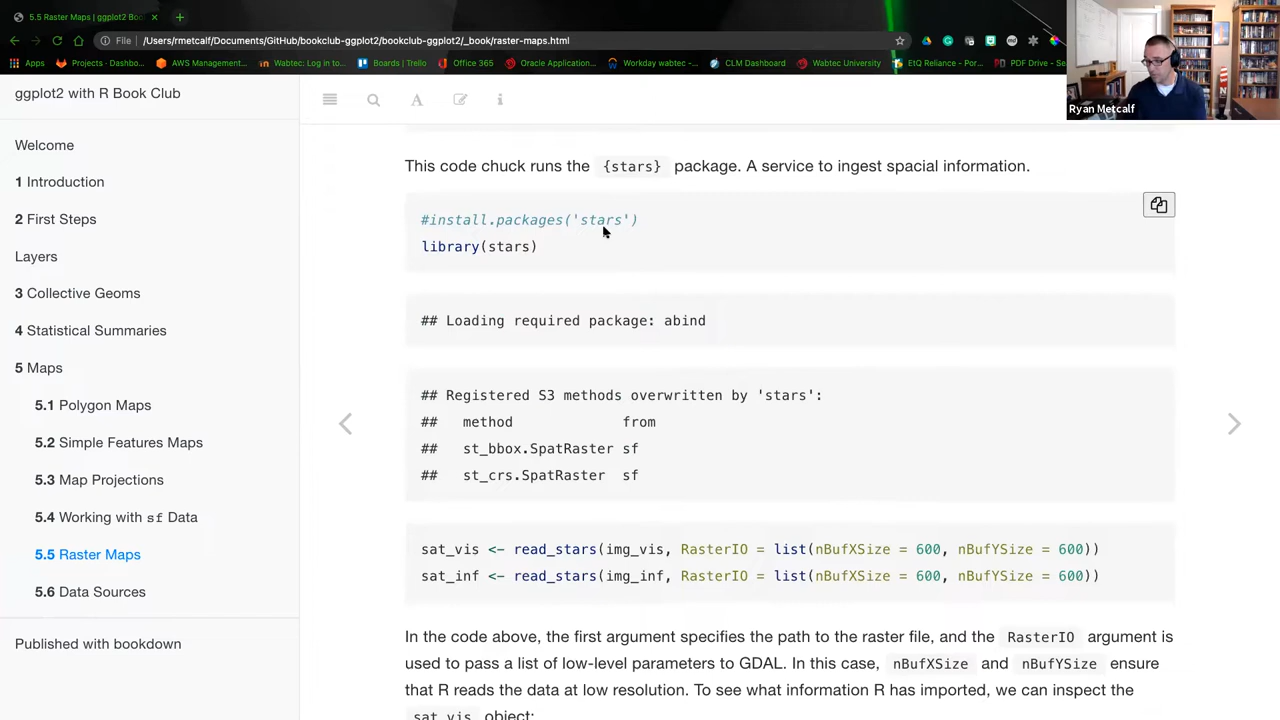 5.5 Raster Maps | ggplot2 Boo
File /Users/rmetcalf/Documents/GitHub/bookclub-ggplot2/bookclub-ggplot2/_book/raster-maps.html
Apps Projects · Dashbo... AWS Management... Wabtec: Log in to... Boards | Trello Office 365 Oracle Application... Workday wabtec -... CLM Dashboard Wabtec University EtQ Reliance - Por... PDF Drive - Se
Ryan Metcalf
ggplot2 with R Book Club
Welcome
1 Introduction
2 First Steps
Layers
3 Collective Geoms
4 Statistical Summaries
5 Maps
5.1 Polygon Maps
5.2 Simple Features Maps
5.3 Map Projections
5.4 Working with sf Data
5.5 Raster Maps
5.6 Data Sources
Published with bookdown
This code chuck runs the {stars} package. A service to ingest spacial information.
#install.packages('stars')
library(stars)
## Loading required package: abind
## Registered S3 methods overwritten by 'stars':
## method from
## st_bbox.SpatRaster sf
## st_crs.SpatRaster sf
sat_vis <- read_stars(img_vis, RasterIO = list(nBufXSize = 600, nBufYSize = 600))
sat_inf <- read_stars(img_inf, RasterIO = list(nBufXSize = 600, nBufYSize = 600))
In the code above, the first argument specifies the path to the raster file, and the RasterIO argument is
used to pass a list of low-level parameters to GDAL. In this case, nBufXSize and nBufYSize ensure
that R reads the data at low resolution. To see what information R has imported, we can inspect the
sat_vis object: